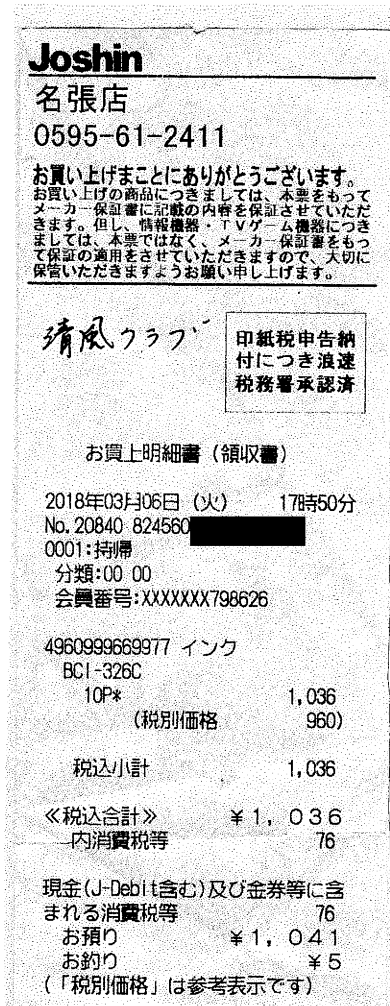 Joshin
名張店
0595-61-2411
お買い上げまことにありがとうございます。
お買い上げの商品につきましては、本票をもって
メーカー保証書に記載の内容を保証させていただ
きます。但し、情報機器・TVゲーム機器につき
ましては、本票ではなく、メーカー保証書をもっ
て保証の適用をさせていただきますので、大切に
保管いただきますようお願い申し上げます。
清風クラブ
印紙税申告納
付につき浪速
税務署承認済
お買上明細書(領収書)
2018年03月06日(火) 17時50分
No.20840 824560
0001:持帰
分類:00 00
会員番号:XXXXXXX798626
4960999669977 インク
BCI-326C
10P* 1,036
(税別価格 960)
税込小計 1,036
≪税込合計≫ ¥1,036
内消費税等 76
現金(J-Debit含む)及び金券等に含
まれる消費税等 76
お預り ¥1,041
お釣り ¥5
(「税別価格」は参考表示です)